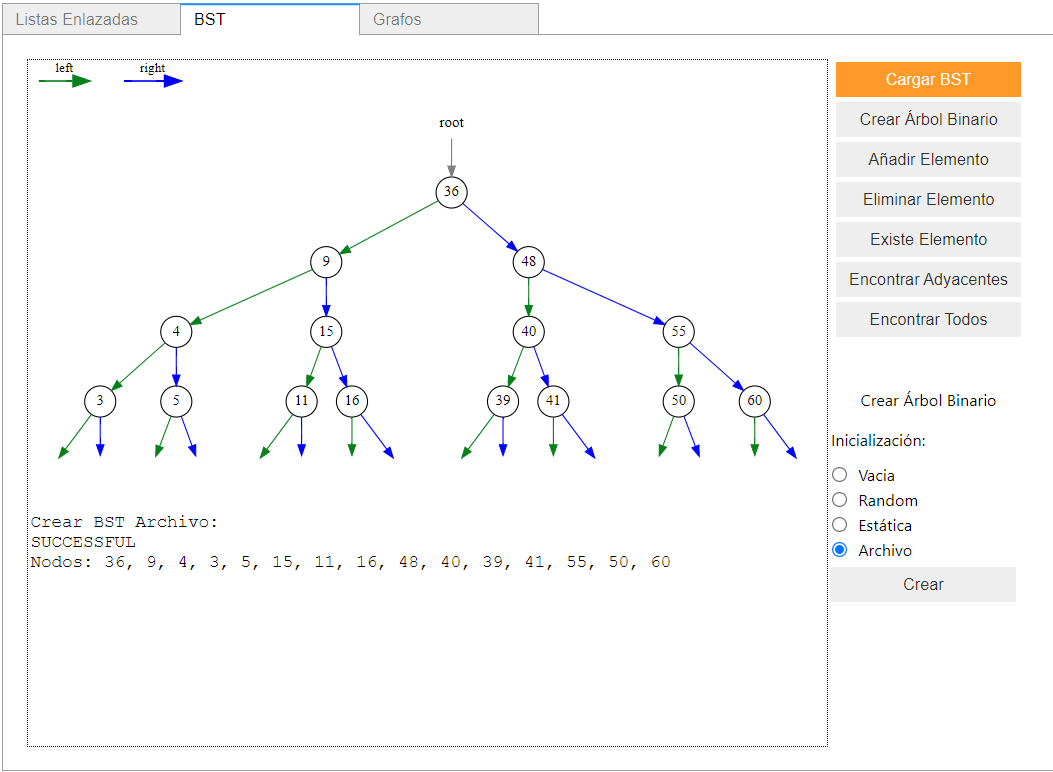 Listas Enlazadas
BST
Grafos
left
right
root
36
9
48
4
15
40
55
3
5
11
16
39
41
50
60
Crear BST Archivo:
SUCCESSFUL
Nodos: 36, 9, 4, 3, 5, 15, 11, 16, 48, 40, 39, 41, 55, 50, 60
Cargar BST
Crear Árbol Binario
Añadir Elemento
Eliminar Elemento
Existe Elemento
Encontrar Adyacentes
Encontrar Todos
Crear Árbol Binario
Inicialización:
Vacia
Random
Estática
Archivo
Crear